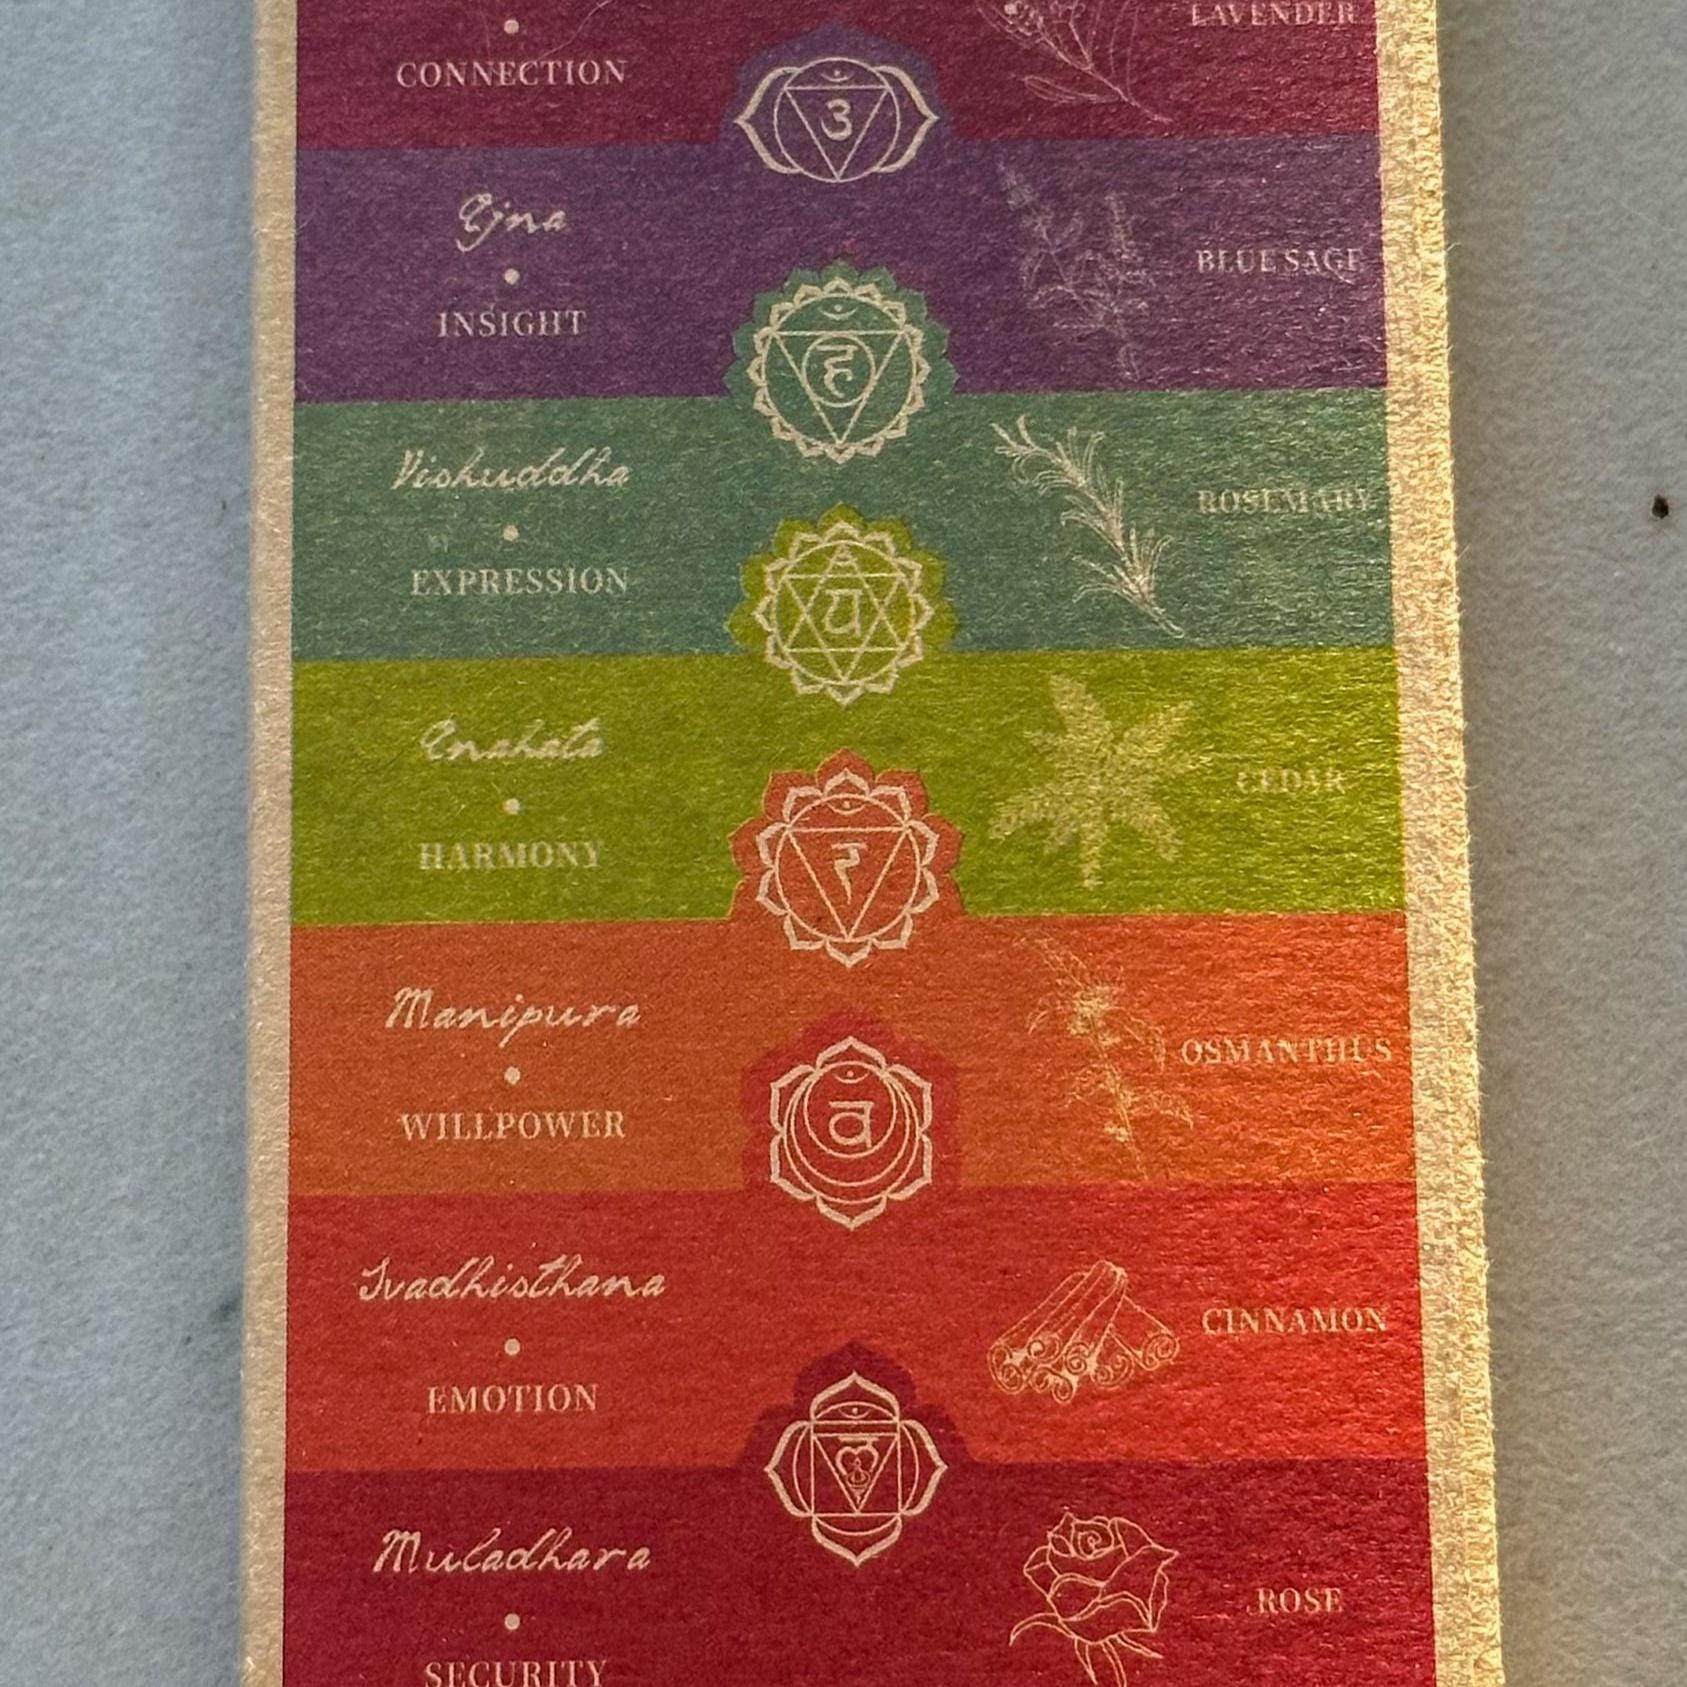 LAVENDER
CONNECTION
३
Ajna
INSIGHT
BLUE SAGE
ह
Vishuddha
EXPRESSION
ROSEMARY
य
Anahata
HARMONY
CEDAR
र
Manipura
WILLPOWER
OSMANTHUS
व
Svadhisthana
EMOTION
CINNAMON
ल
Muladhara
SECURITY
ROSE